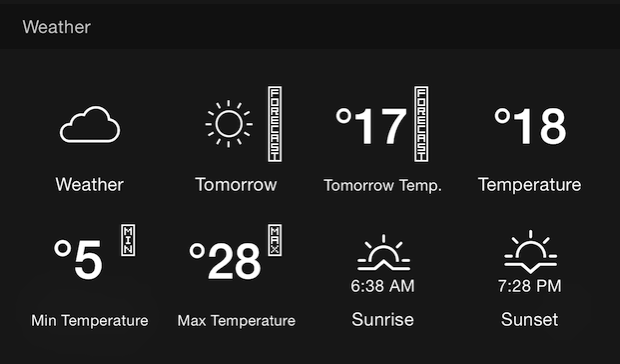 Weather
FORECAST
°17
FORECAST
°18
Weather
Tomorrow
Tomorrow Temp.
Temperature
°5
MIN
°28
MAX
6:38 AM
7:28 PM
Min Temperature
Max Temperature
Sunrise
Sunset